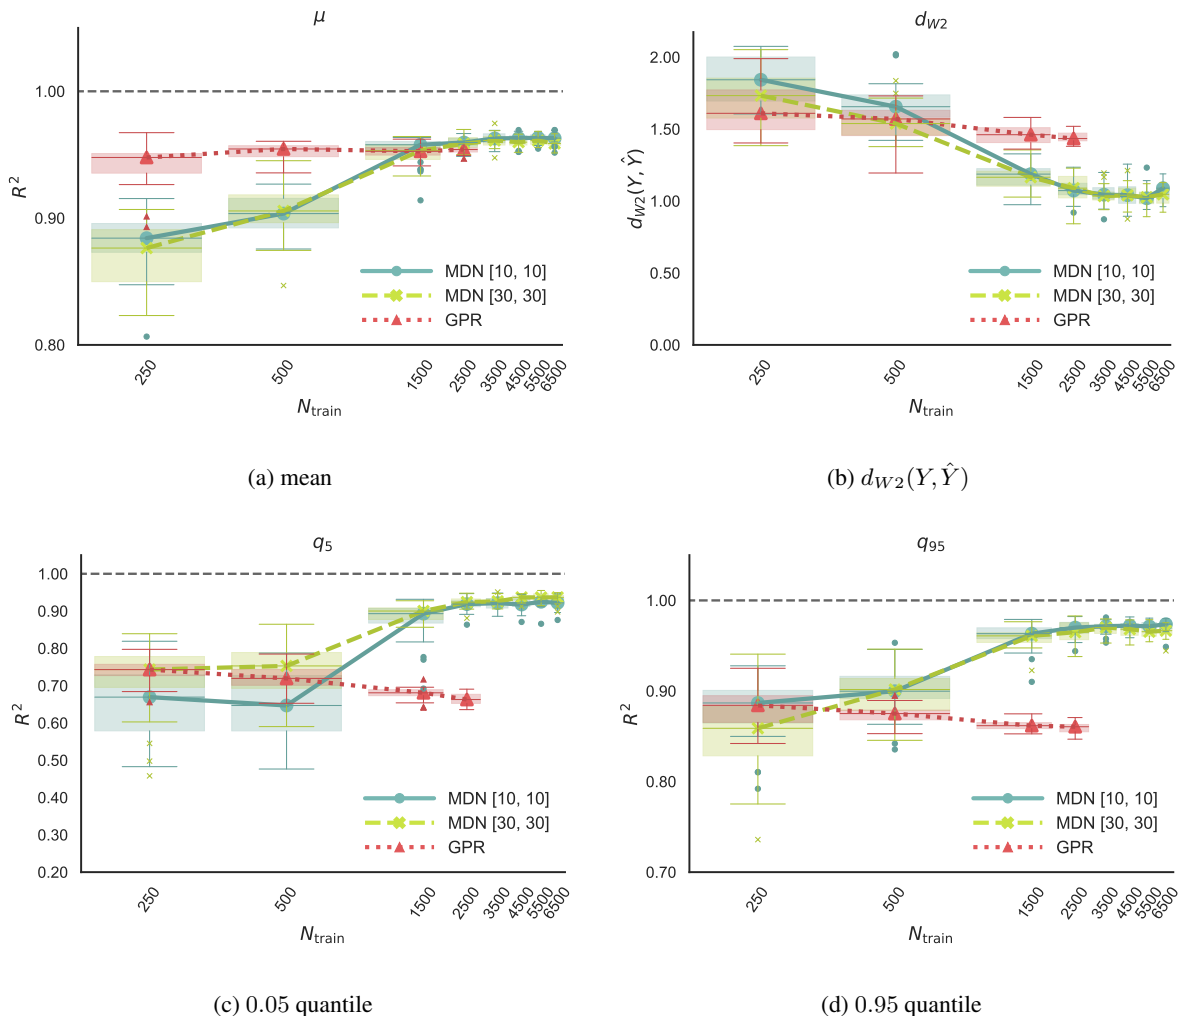 μ
R²
1.00
0.90
0.80
MDN [10, 10]
MDN [30, 30]
GPR
250
500
1500
2500
3500
4500
5500
6500
N_train
(a) mean
d_W2
d_W2(Y, Ŷ)
2.00
1.50
1.00
0.50
0.00
MDN [10, 10]
MDN [30, 30]
GPR
250
500
1500
2500
3500
4500
5500
6500
N_train
(b) d_W2(Y, Ŷ)
q₅
R²
1.00
0.90
0.80
0.70
0.60
0.50
0.40
0.30
0.20
MDN [10, 10]
MDN [30, 30]
GPR
250
500
1500
2500
3500
4500
5500
6500
N_train
(c) 0.05 quantile
q₉₅
R²
1.00
0.90
0.80
0.70
MDN [10, 10]
MDN [30, 30]
GPR
250
500
1500
2500
3500
4500
5500
6500
N_train
(d) 0.95 quantile